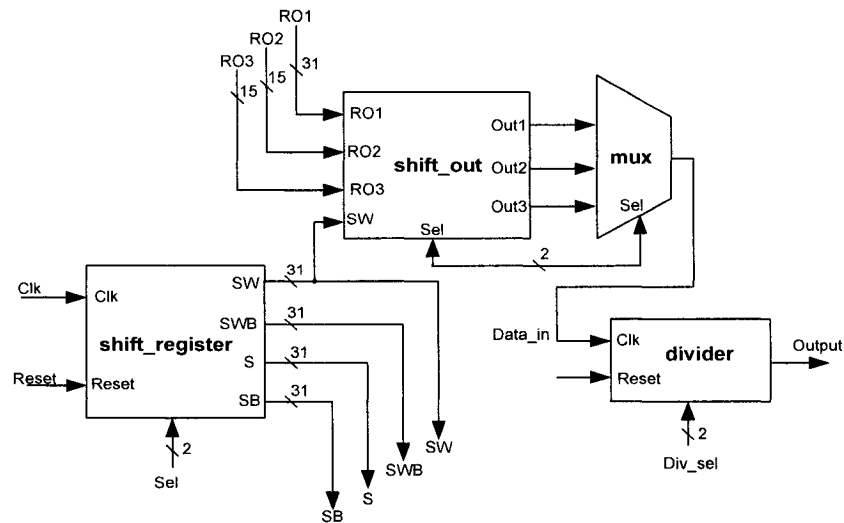 RO1
RO2
RO3
31
15
15
RO1
RO2
RO3
SW
shift_out
Sel
Out1
Out2
Out3
mux
Sel
2
Clk
Reset
Clk
Reset
shift_register
SW
SWB
S
SB
31
31
31
31
2
Sel
SB
S
SWB
SW
Data_in
Clk
Reset
divider
Output
2
Div_sel